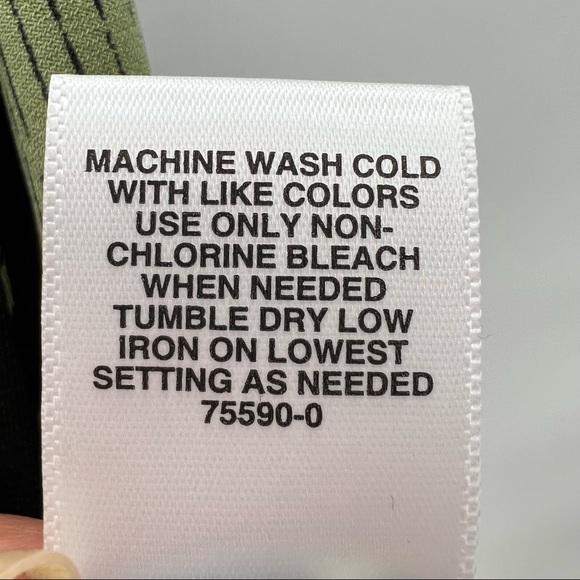 MACHINE WASH COLD
WITH LIKE COLORS
USE ONLY NON-
CHLORINE BLEACH
WHEN NEEDED
TUMBLE DRY LOW
IRON ON LOWEST
SETTING AS NEEDED
75590-0